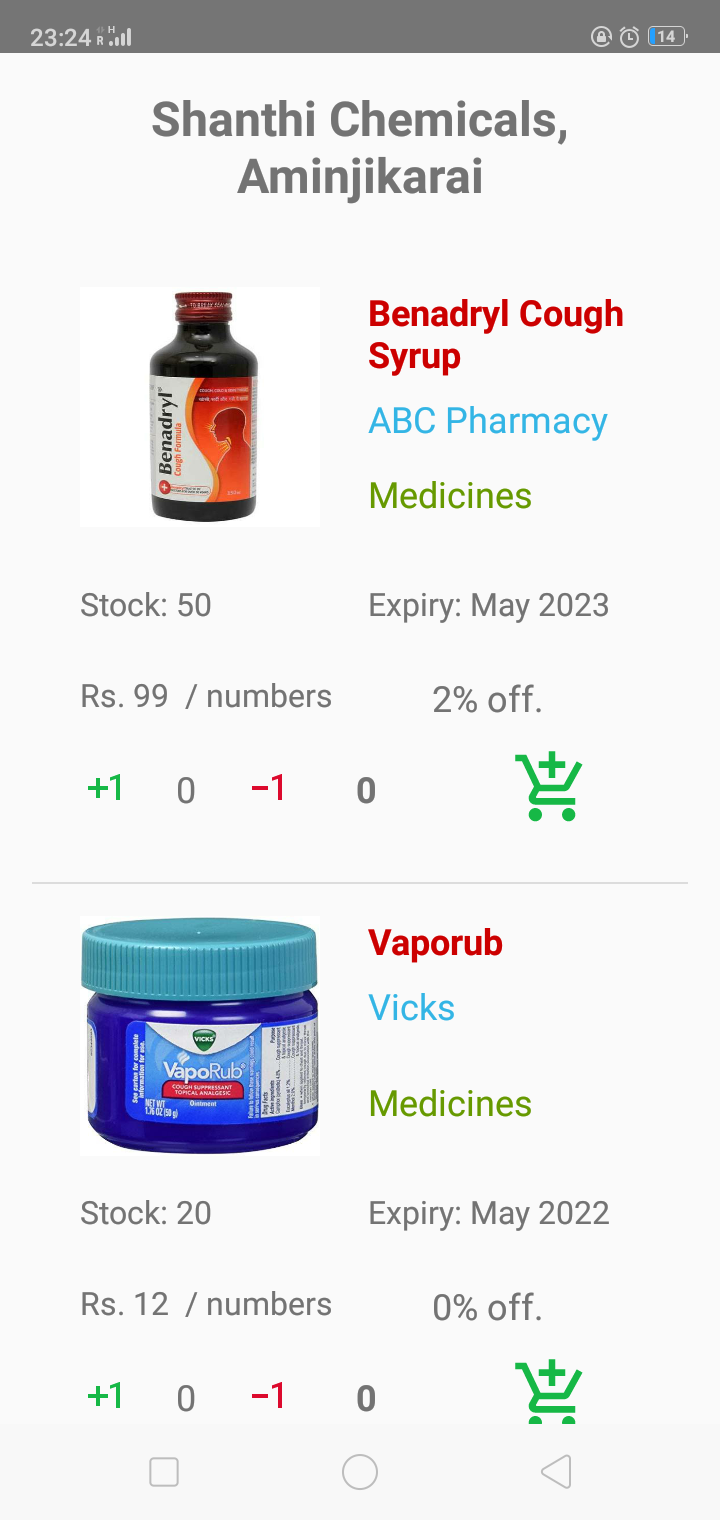 23:24 R H 14
Shanthi Chemicals,
Aminjikarai
Benadryl Cough
Syrup
ABC Pharmacy
Medicines
Benadryl
Cough Formula
Stock: 50
Expiry: May 2023
Rs. 99 / numbers
2% off.
+1 0 −1 0
Vaporub
Vicks
Medicines
See carton for complete
information for use.
VICKS
VapoRub
COUGH SUPPRESSANT
TOPICAL ANALGESIC
Ointment
NET WT
1.76 OZ (50 g)
Stock: 20
Expiry: May 2022
Rs. 12 / numbers
0% off.
+1 0 −1 0